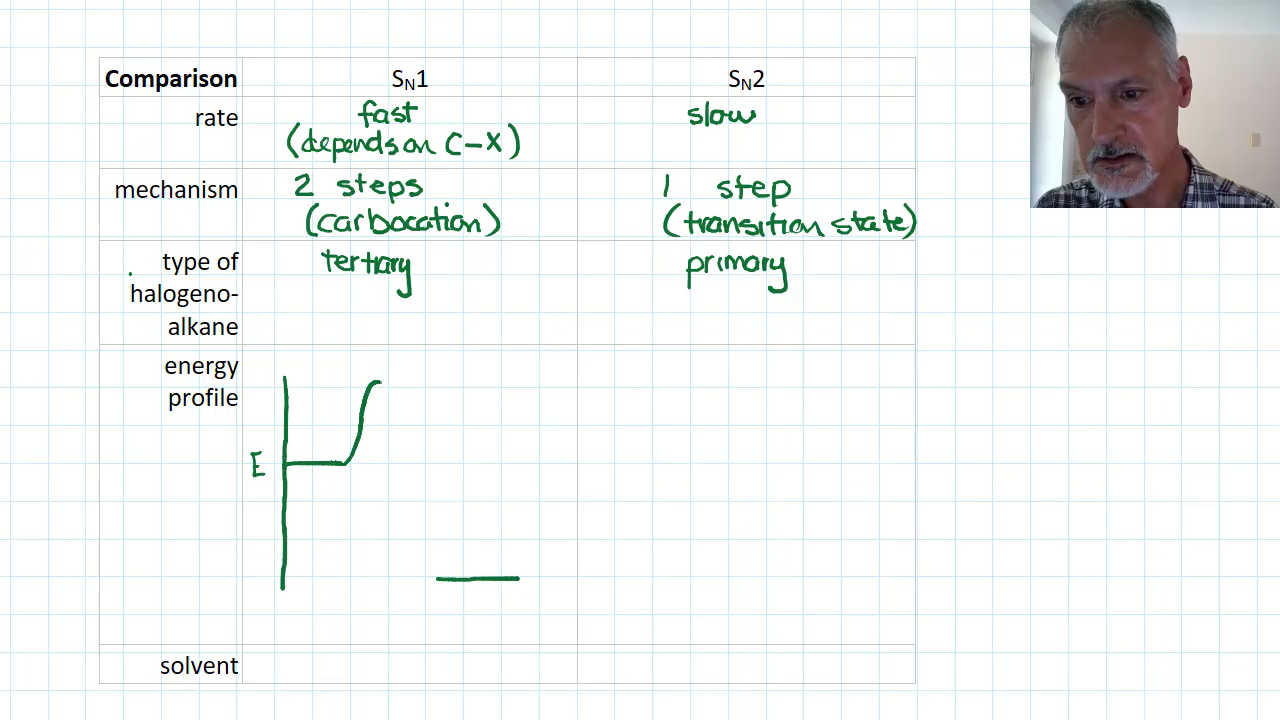 Comparison SN1 SN2
rate fast slow
(depends on C-X)
mechanism 2 steps 1 step
(carbocation) (transition state)
type of tertiary primary
halogeno-
alkane
energy
profile
E
solvent